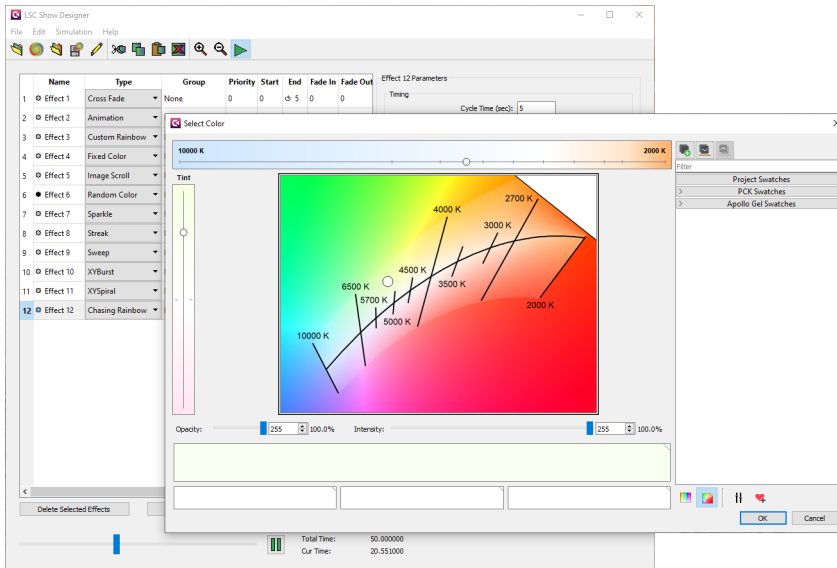 LSC Show Designer
File Edit Simulation Help
Name Type Group Priority Start End Fade In Fade Out
1 Effect 1 Cross Fade None 0 0 5 0 0
2 Effect 2 Animation
3 Effect 3 Custom Rainbow
4 Effect 4 Fixed Color
5 Effect 5 Image Scroll
6 Effect 6 Random Color
7 Effect 7 Sparkle
8 Effect 8 Streak
9 Effect 9 Sweep
10 Effect 10 XYBurst
11 Effect 11 XYSpiral
12 Effect 12 Chasing Rainbow
Effect 12 Parameters
Timing
Cycle Time (sec): 5
Select Color
10000 K 2000 K
Tint
4000 K
2700 K
3000 K
6500 K
4500 K
5700 K
3500 K
5000 K
2000 K
10000 K
Opacity: 255 100.0% Intensity: 255 100.0%
Filter
Project Swatches
PCK Swatches
Apollo Gel Swatches
OK Cancel
Delete Selected Effects
Total Time: 50.000000
Cur Time: 20.551000